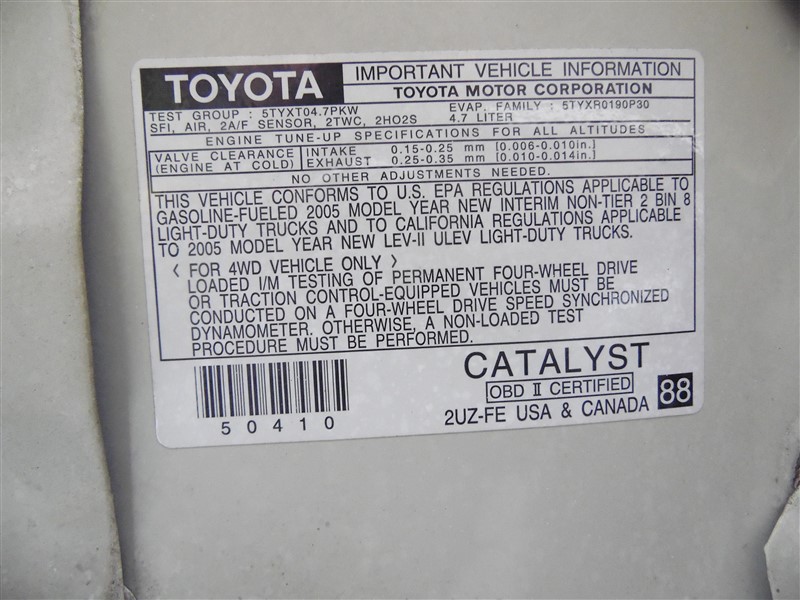 TOYOTA
IMPORTANT VEHICLE INFORMATION
TOYOTA MOTOR CORPORATION
TEST GROUP : 5TYXT04.7PKW EVAP. FAMILY : 5TYXR0190P30
SFI, AIR, 2A/F SENSOR, 2TWC, 2HO2S 4.7 LITER
ENGINE TUNE-UP SPECIFICATIONS FOR ALL ALTITUDES
VALVE CLEARANCE INTAKE 0.15-0.25 mm [0.006-0.010in.]
(ENGINE AT COLD) EXHAUST 0.25-0.35 mm [0.010-0.014in.]
NO OTHER ADJUSTMENTS NEEDED.
THIS VEHICLE CONFORMS TO U.S. EPA REGULATIONS APPLICABLE TO
GASOLINE-FUELED 2005 MODEL YEAR NEW INTERIM NON-TIER 2 BIN 8
LIGHT-DUTY TRUCKS AND TO CALIFORNIA REGULATIONS APPLICABLE
TO 2005 MODEL YEAR NEW LEV-II ULEV LIGHT-DUTY TRUCKS.
〈 FOR 4WD VEHICLE ONLY 〉
LOADED I/M TESTING OF PERMANENT FOUR-WHEEL DRIVE
OR TRACTION CONTROL-EQUIPPED VEHICLES MUST BE
CONDUCTED ON A FOUR-WHEEL DRIVE SPEED SYNCHRONIZED
DYNAMOMETER. OTHERWISE, A NON-LOADED TEST
PROCEDURE MUST BE PERFORMED.
CATALYST
OBD II CERTIFIED
88
2UZ-FE USA & CANADA
50410